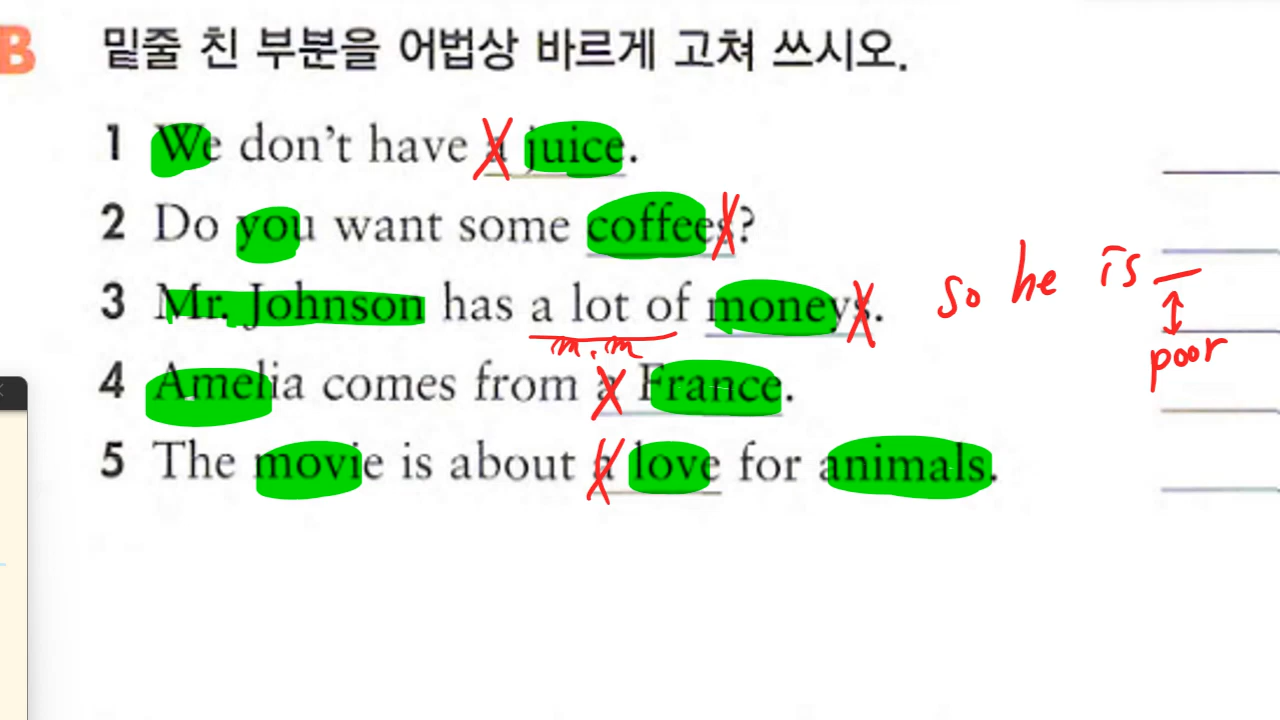 B 밑줄 친 부분을 어법상 바르게 고쳐 쓰시오.
1 We don't have a juice.
2 Do you want some coffees?
3 Mr. Johnson has a lot of moneys. so he is
m.m
poor
4 Amelia comes from a France.
5 The movie is about a love for animals.